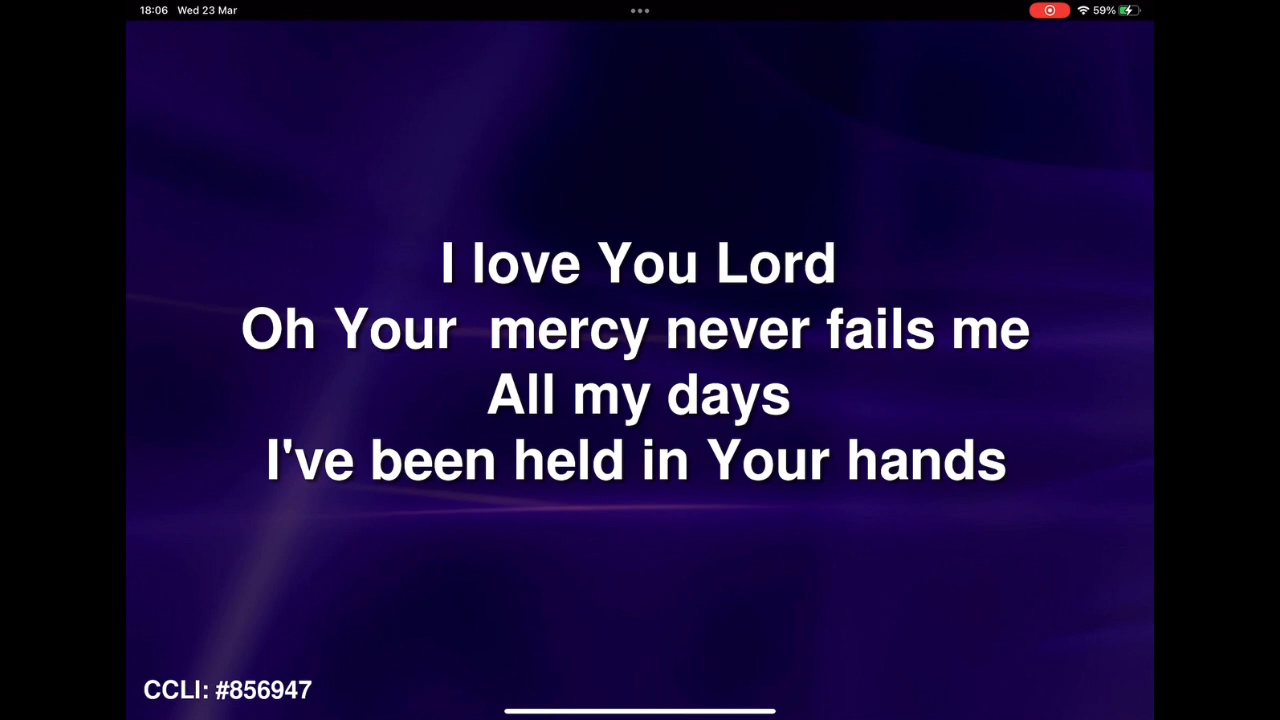 18:06 Wed 23 Mar
59%
I love You Lord
Oh Your  mercy never fails me
All my days
I've been held in Your hands
CCLI: #856947